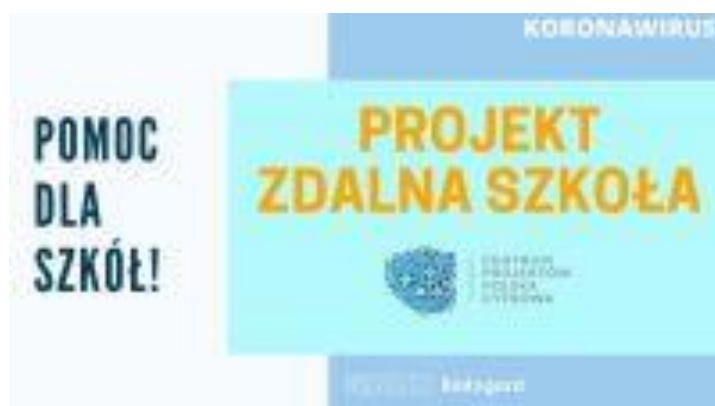 KORONAWIRUS
POMOC
DLA
SZKÓŁ!
PROJEKT
ZDALNA SZKOŁA
CENTRUM
PROJEKTÓW
POLSKA
CYFROWA